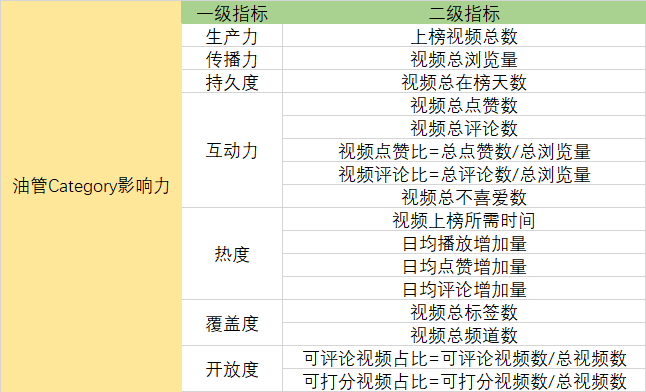 一级指标 二级指标
生产力 上榜视频总数
传播力 视频总浏览量
持久度 视频总在榜天数
视频总点赞数
视频总评论数
互动力 视频点赞比=总点赞数/总浏览量
视频评论比=总评论数/总浏览量
油管Category影响力
视频总不喜爱数
视频上榜所需时间
热度 日均播放增加量
日均点赞增加量
日均评论增加量
覆盖度 视频总标签数
视频总频道数
开放度 可评论视频占比=可评论视频数/总视频数
可打分视频占比=可打分视频数/总视频数